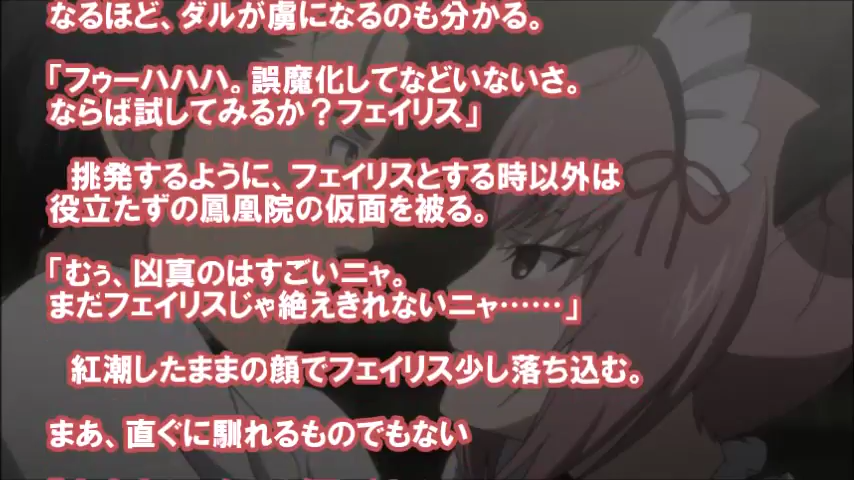 なるほど、ダルが虜になるのも分かる。
「フゥーハハハ。誤魔化してなどいないさ。
ならば試してみるか？フェイリス」
挑発するように、フェイリスとする時以外は
役立たずの鳳凰院の仮面を被る。
「むぅ、凶真のはすごいニャ。
まだフェイリスじゃ絶えきれないニャ……」
紅潮したままの顔でフェイリス少し落ち込む。
まあ、直ぐに馴れるものでもない